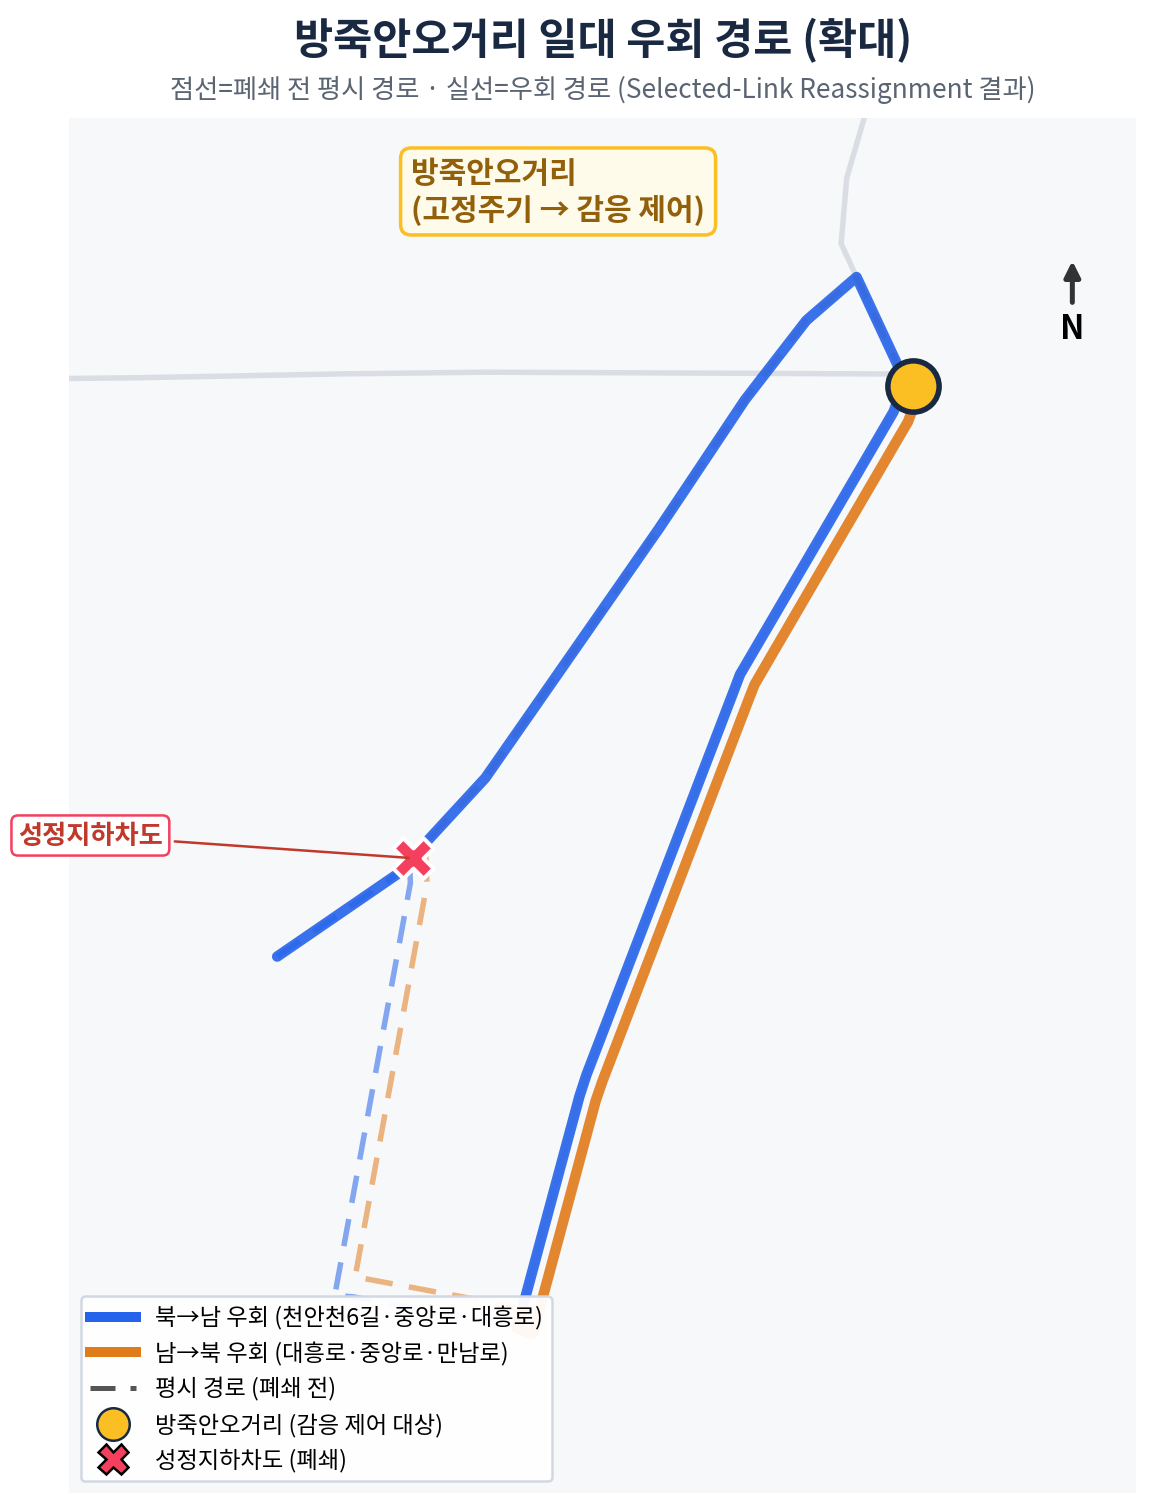 방죽안오거리 일대 우회 경로 (확대)
점선=폐쇄 전 평시 경로 · 실선=우회 경로 (Selected-Link Reassignment 결과)
방죽안오거리
(고정주기 → 감응 제어)
N
성정지하차도
북→남 우회 (천안천6길·중앙로·대흥로)
남→북 우회 (대흥로·중앙로·만남로)
평시 경로 (폐쇄 전)
방죽안오거리 (감응 제어 대상)
성정지하차도 (폐쇄)